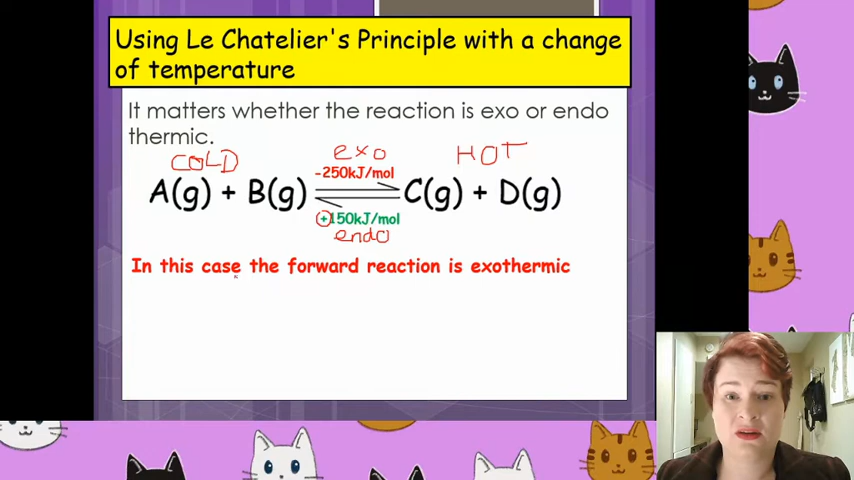 Using Le Chatelier's Principle with a change
of temperature
It matters whether the reaction is exo or endo
thermic.
COLD exo HOT
-250kJ/mol
A(g) + B(g) ⇌ C(g) + D(g)
+150kJ/mol
endo
In this case the forward reaction is exothermic